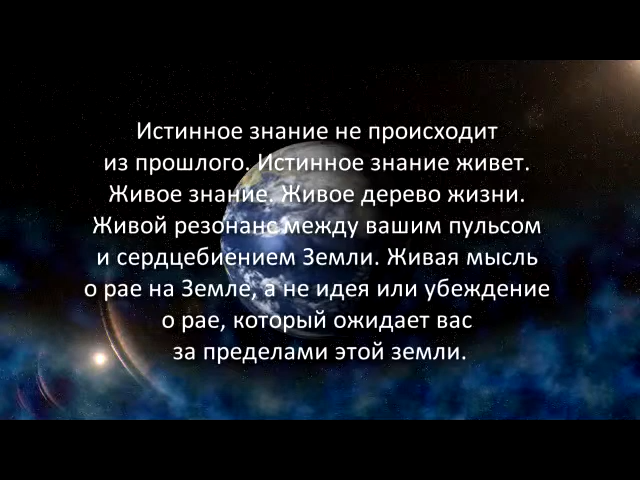 Истинное знание не происходит
из прошлого. Истинное знание живет.
Живое знание. Живое дерево жизни.
Живой резонанс между вашим пульсом
и сердцебиением Земли. Живая мысль
о рае на Земле, а не идея или убеждение
о рае, который ожидает вас
за пределами этой земли.